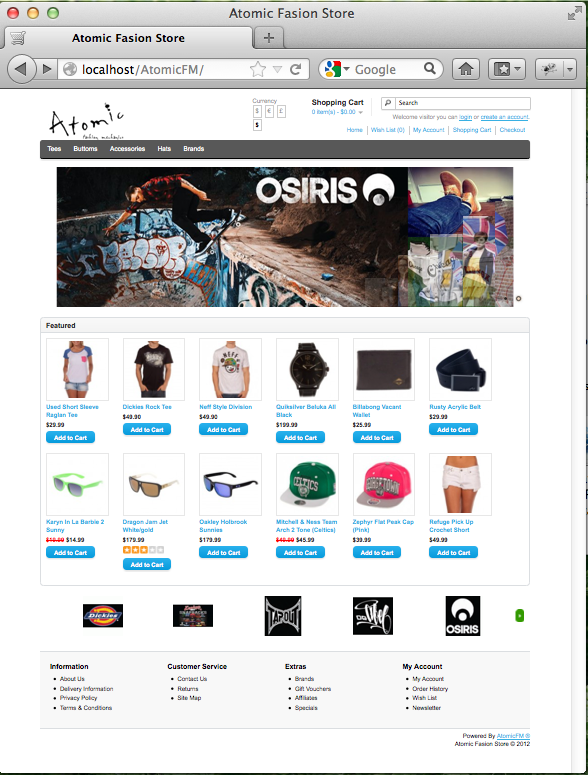 Atomic Fasion Store
Atomic Fasion Store
localhost/AtomicFM/
Google
Atomic
Currency
$ € £
$
Shopping Cart
0 item(s) - $0.00
Search
Welcome visitor you can login or create an account.
Home Wish List (0) My Account Shopping Cart Checkout
Tees Buttoms Accessories Hats Brands
OSIRIS
Featured
Used Short Sleeve Raglan Tee
$29.99
Add to Cart
Dickies Rock Tee
$49.90
Add to Cart
Neff Style Division
$49.90
Add to Cart
Quiksilver Beluka All Black
$199.99
Add to Cart
Billabong Vacant Wallet
$25.99
Add to Cart
Rusty Acrylic Belt
$29.99
Add to Cart
Karyn In La Barbie 2 Sunny
$19.99 $14.99
Add to Cart
Dragon Jam Jet White/gold
$179.99
Add to Cart
Oakley Holbrook Sunnies
$179.99
Add to Cart
CELTICS
Mitchell & Ness Team Arch 2 Tone (Celtics)
$45.99
Add to Cart
Zephyr Flat Peak Cap (Pink)
$39.99
Add to Cart
Refuge Pick Up Crochet Short
$49.99
Add to Cart
Dickies
TAPOUT
OSIRIS
Information
About Us
Delivery Information
Privacy Policy
Terms & Conditions
Customer Service
Contact Us
Returns
Site Map
Extras
Brands
Gift Vouchers
Affiliates
Specials
My Account
My Account
Order History
Wish List
Newsletter
Powered By AtomicFM ®
Atomic Fasion Store © 2012